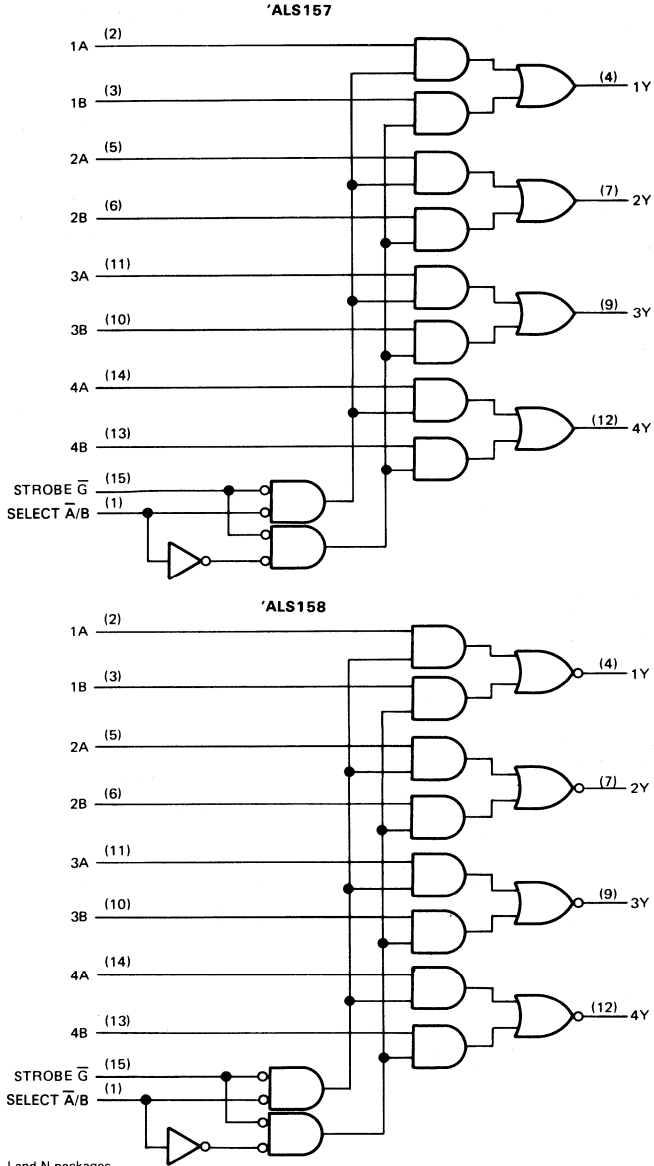 'ALS157
1A (2)
(4) 1Y
1B (3)
2A (5)
(7) 2Y
2B (6)
3A (11)
(9) 3Y
3B (10)
4A (14)
(12) 4Y
4B (13)
STROBE G̅ (15)
SELECT A̅/B (1)
'ALS158
1A (2)
(4) 1Y
1B (3)
2A (5)
(7) 2Y
2B (6)
3A (11)
(9) 3Y
3B (10)
4A (14)
(12) 4Y
4B (13)
STROBE G̅ (15)
SELECT A̅/B (1)
and N packages